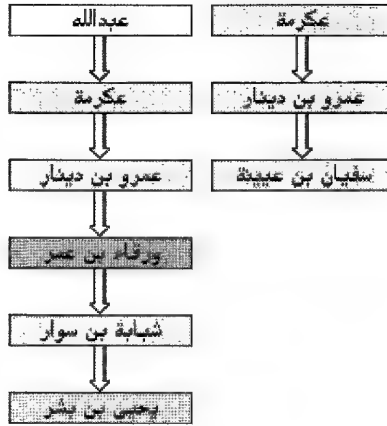 عكرمة
عبدالله
عمرو بن دينار
عكرمة
سفيان بن عيينة
عمرو بن دينار
ورقاء بن عمر
شبابة بن سوار
يحيى بن بشر